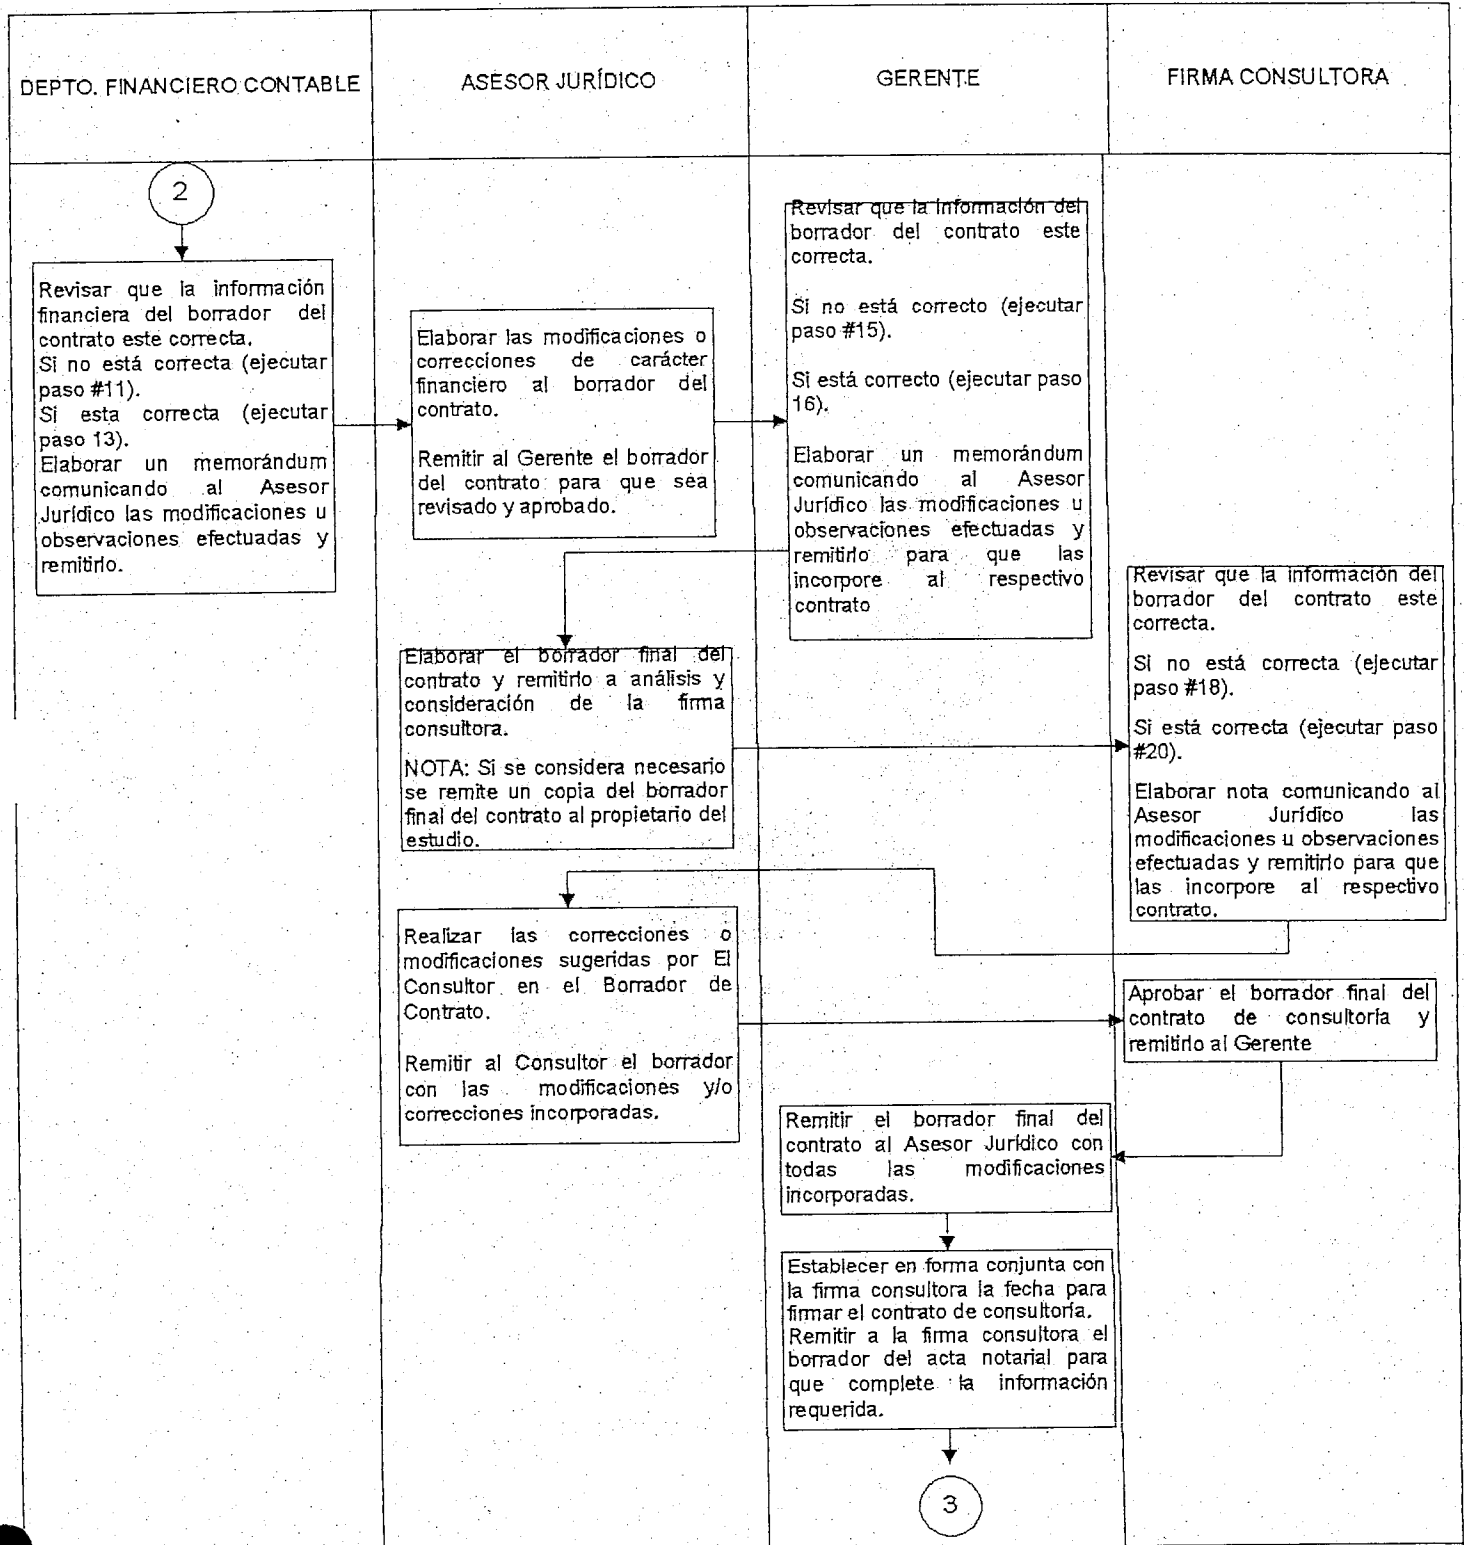 DEPTO. FINANCIERO CONTABLE
ASESOR JURÍDICO
GERENTE
FIRMA CONSULTORA
2
Revisar que la información
financiera del borrador del
contrato este correcta.
Si no está correcta (ejecutar
paso #11).
Si esta correcta (ejecutar
paso 13).
Elaborar un memorándum
comunicando al Asesor
Jurídico las modificaciones u
observaciones efectuadas y
remitirlo.
Elaborar las modificaciones o
correcciones de carácter
financiero al borrador del
contrato.
Remitir al Gerente el borrador
del contrato para que sea
revisado y aprobado.
Revisar que la información del
borrador del contrato este
correcta.
Si no está correcto (ejecutar
paso #15).
Si está correcto (ejecutar paso
16).
Elaborar un memorándum
comunicando al Asesor
Jurídico las modificaciones u
observaciones efectuadas y
remitirlo para que las
incorpore al respectivo
contrato
Elaborar el borrador final del
contrato y remitirlo a análisis y
consideración de la firma
consultora.
NOTA: Si se considera necesario
se remite un copia del borrador
final del contrato al propietario del
estudio.
Revisar que la información del
borrador del contrato este
correcta.
Si no está correcta (ejecutar
paso #18).
Si está correcta (ejecutar paso
#20).
Elaborar nota comunicando al
Asesor Jurídico las
modificaciones u observaciones
efectuadas y remitirlo para que
las incorpore al respectivo
contrato.
Realizar las correcciones o
modificaciones sugeridas por El
Consultor en el Borrador de
Contrato.
Remitir al Consultor el borrador
con las modificaciones y/o
correcciones incorporadas.
Aprobar el borrador final del
contrato de consultoría y
remitirlo al Gerente
Remitir el borrador final del
contrato al Asesor Jurídico con
todas las modificaciones
incorporadas.
Establecer en forma conjunta con
la firma consultora la fecha para
firmar el contrato de consultoría.
Remitir a la firma consultora el
borrador del acta notarial para
que complete la información
requerida.
3